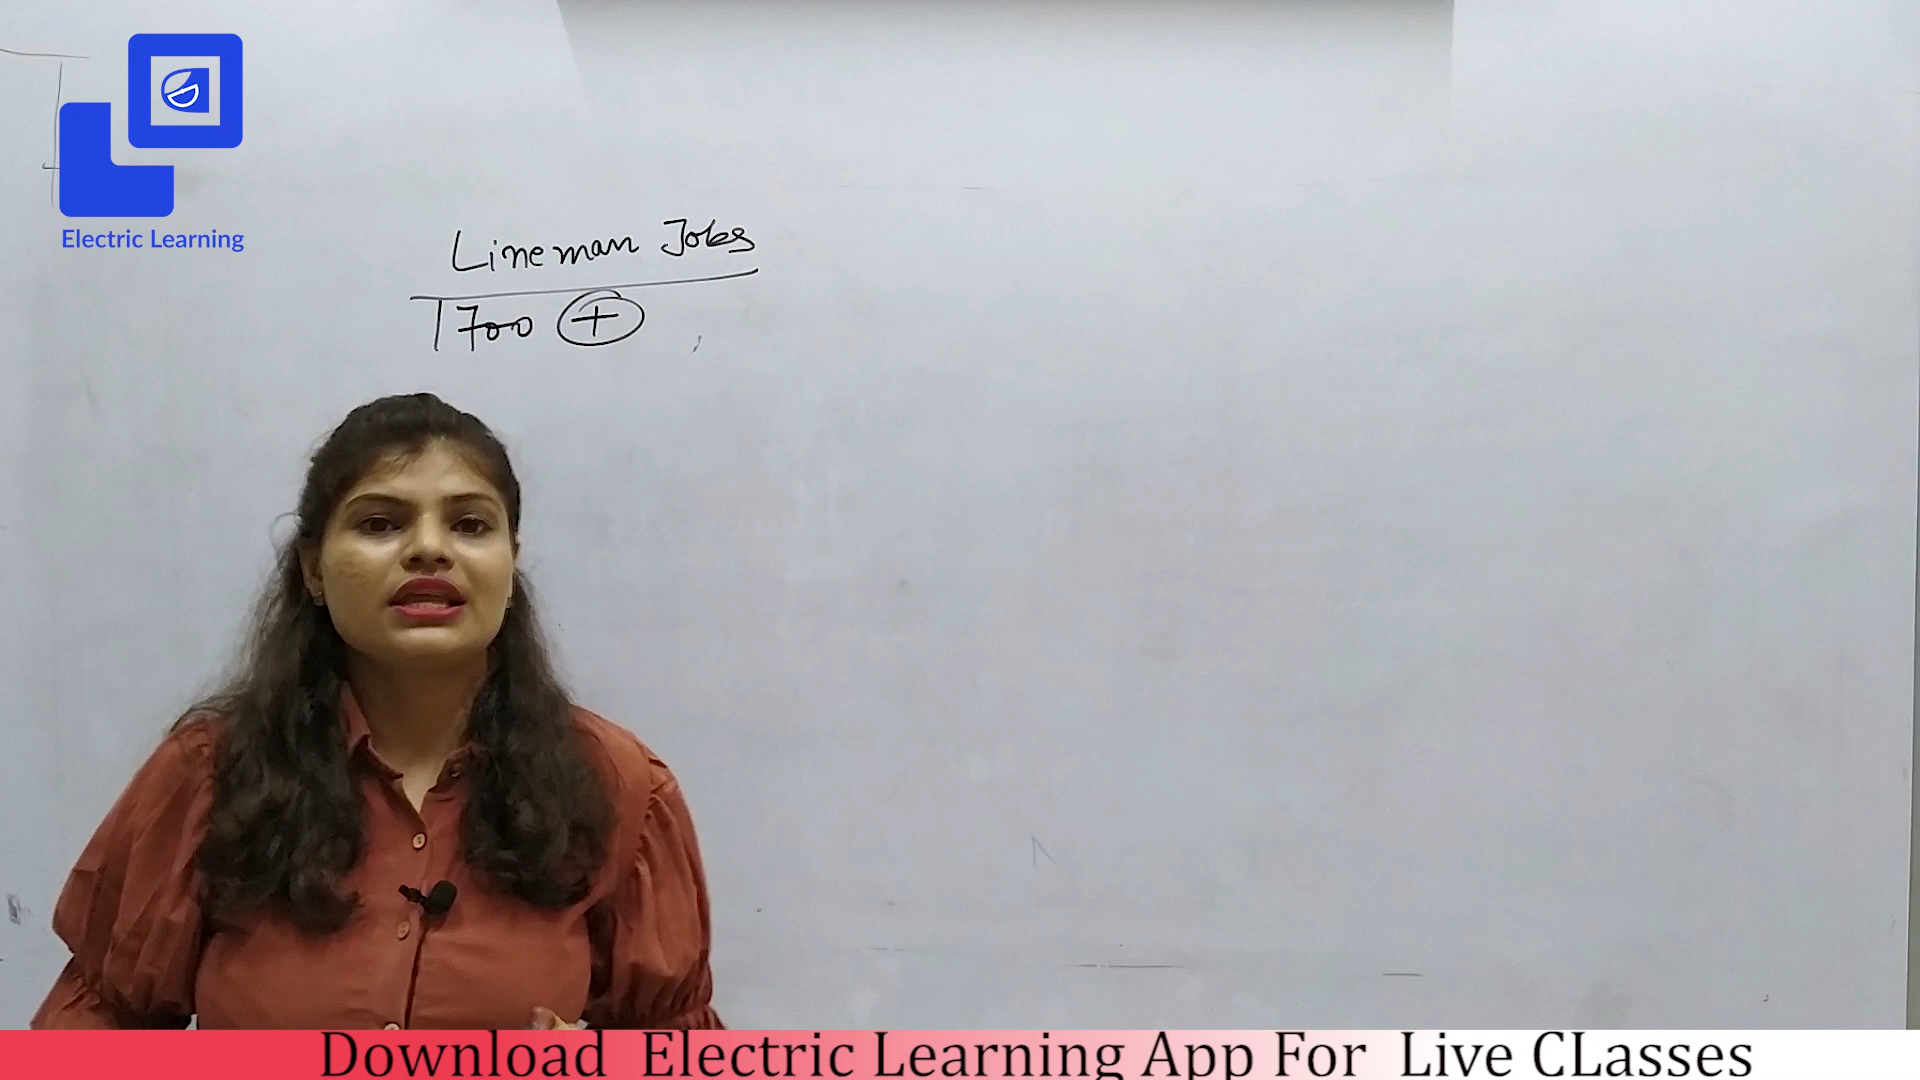 Electric Learning
Lineman Jobs
1700 +
Download Electric Learning App For Live CLasses